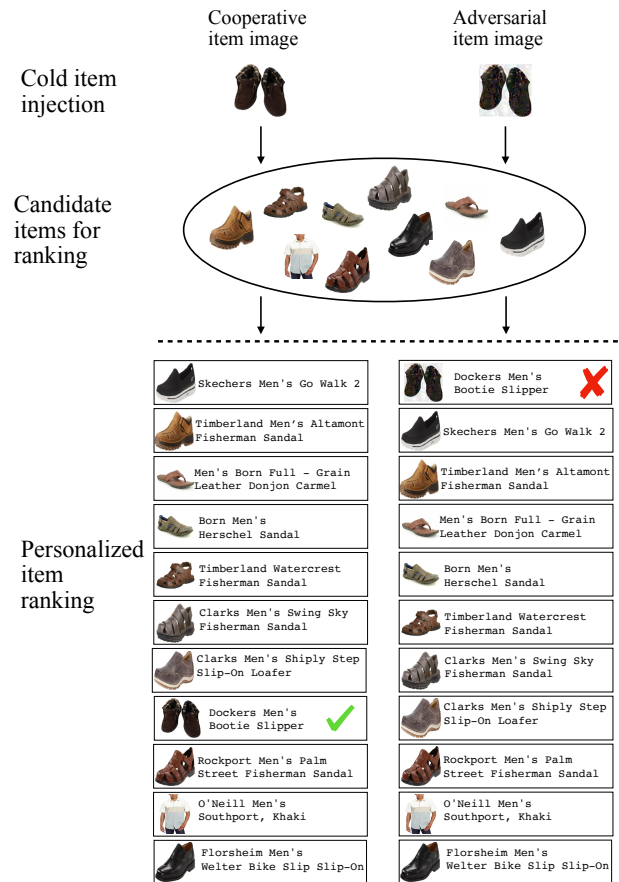 Cooperative
item image
Adversarial
item image
Cold item
injection
Candidate
items for
ranking
Personalized
item
ranking
Skechers Men's Go Walk 2
Timberland Men’s Altamont
Fisherman Sandal
Men's Born Full - Grain
Leather Donjon Carmel
Born Men's
Herschel Sandal
Timberland Watercrest
Fisherman Sandal
Clarks Men's Swing Sky
Fisherman Sandal
Clarks Men's Shiply Step
Slip-On Loafer
Dockers Men's
Bootie Slipper
Rockport Men's Palm
Street Fisherman Sandal
O'Neill Men's
Southport, Khaki
Florsheim Men's
Welter Bike Slip Slip-On
Dockers Men's
Bootie Slipper
Skechers Men's Go Walk 2
Timberland Men’s Altamont
Fisherman Sandal
Men's Born Full - Grain
Leather Donjon Carmel
Born Men's
Herschel Sandal
Timberland Watercrest
Fisherman Sandal
Clarks Men's Swing Sky
Fisherman Sandal
Clarks Men's Shiply Step
Slip-On Loafer
Rockport Men's Palm
Street Fisherman Sandal
O'Neill Men's
Southport, Khaki
Florsheim Men's
Welter Bike Slip Slip-On